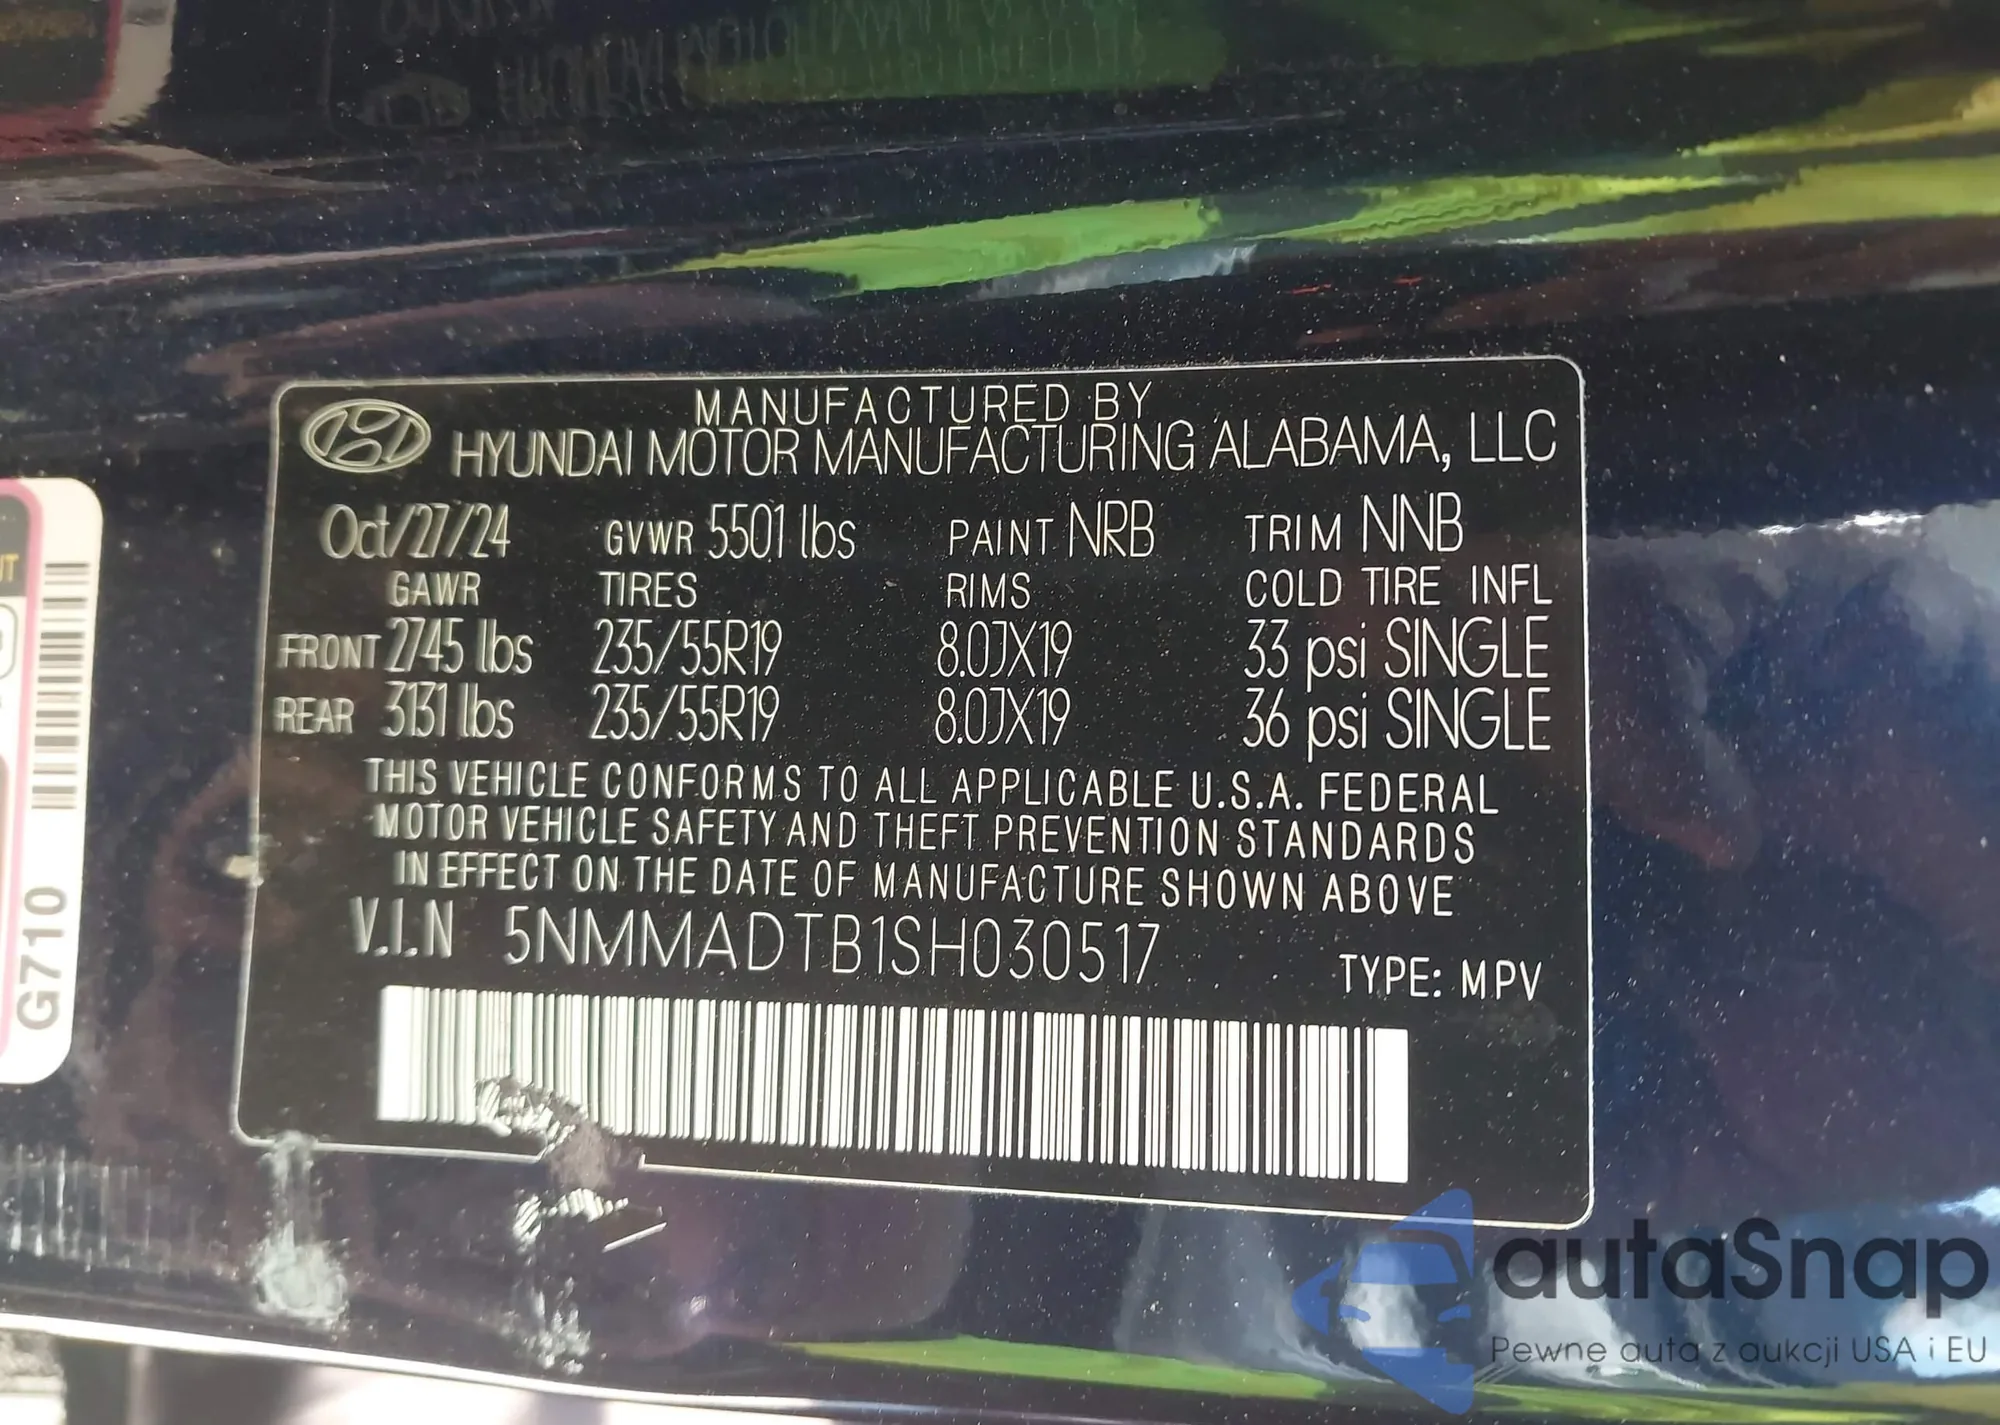 MANUFACTURED BY
HYUNDAI MOTOR MANUFACTURING ALABAMA, LLC
Oct/27/24 GVWR 5501 lbs PAINT NRB TRIM NNB
GAWR TIRES RIMS COLD TIRE INFL
FRONT 2745 lbs 235/55R19 8.0JX19 33 psi SINGLE
REAR 3131 lbs 235/55R19 8.0JX19 36 psi SINGLE
THIS VEHICLE CONFORMS TO ALL APPLICABLE U.S.A. FEDERAL
MOTOR VEHICLE SAFETY AND THEFT PREVENTION STANDARDS
IN EFFECT ON THE DATE OF MANUFACTURE SHOWN ABOVE
V.I.N 5NMMADTB1SH030517
TYPE: MPV
G710
autaSnap
Pewne auta z aukcji USA i EU